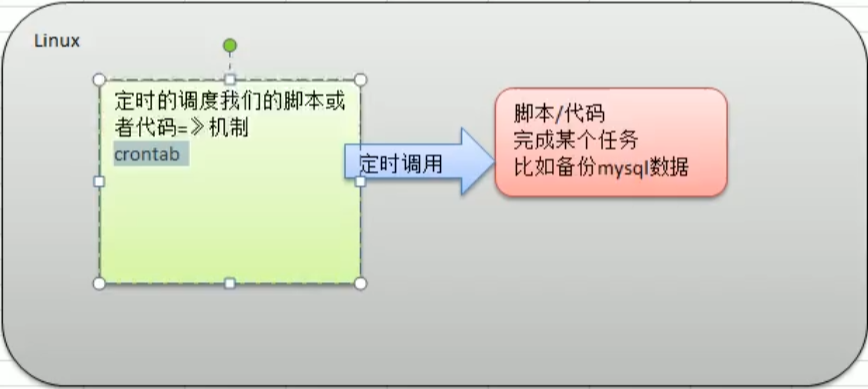 Linux
定时的调度我们的脚本或
者代码=》机制
crontab
定时调用
脚本/代码
完成某个任务
比如备份mysql数据